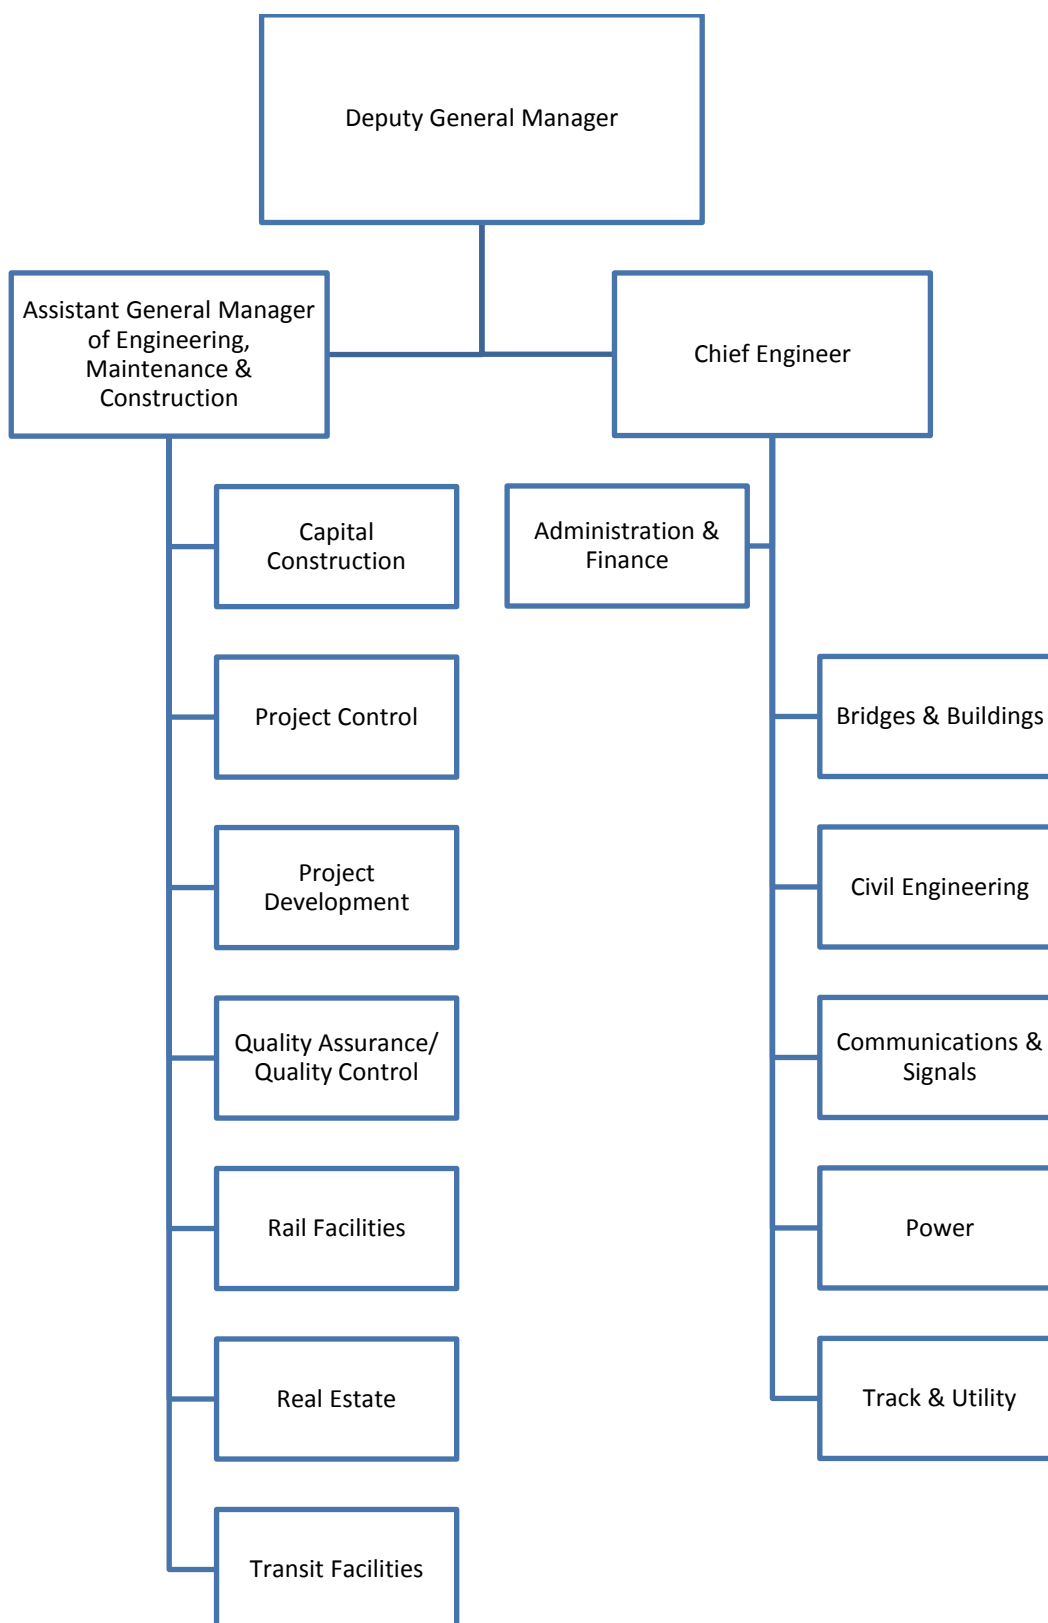 Deputy General Manager
Assistant General Manager
of Engineering,
Maintenance &
Construction
Chief Engineer
Capital
Construction
Administration &
Finance
Project Control
Bridges & Buildings
Project
Development
Civil Engineering
Quality Assurance/
Quality Control
Communications &
Signals
Rail Facilities
Power
Real Estate
Track & Utility
Transit Facilities